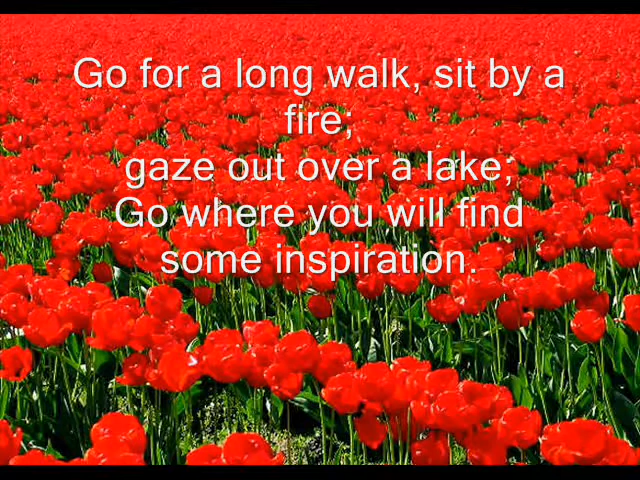 Go for a long walk, sit by a
fire;
gaze out over a lake;
Go where you will find
some inspiration.